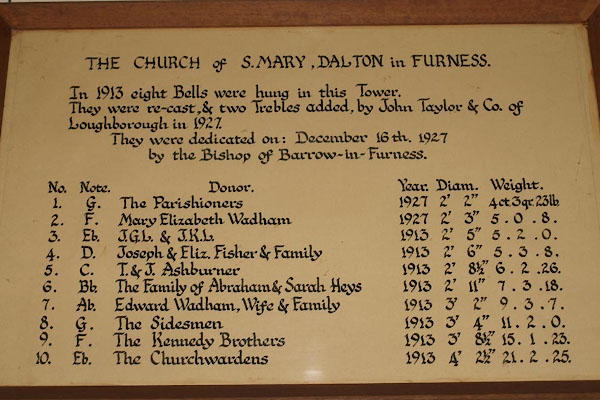 THE CHURCH of S. MARY, DALTON in FURNESS.
In 1913 eight Bells were hung in this Tower.
They were re-cast, & two Trebles added, by John Taylor & Co. of
Loughborough in 1927.
They were dedicated on: December 16th. 1927
by the Bishop of Barrow-in-Furness.
No. Note. Donor. Year. Diam. Weight.
1. G. The Parishioners 1927 2' 2" 4ct 3qr. 23lb
2. F. Mary Elizabeth Wadham 1927 2' 3" 5.0.8.
3. Eb. J.G.L. & J.K.L. 1913 2' 5" 5.2.0.
4. D. Joseph & Eliz. Fisher & Family 1913 2' 6" 5.3.8.
5. C. T. & J. Ashburner 1913 2' 8½" 6.2.26.
6. Bb. The Family of Abraham & Sarah Heys 1913 2' 11" 7.3.18.
7. Ab. Edward Wadham, Wife & Family 1913 3' 2" 9.3.7.
8. G. The Sidesmen 1913 3' 4" 11.2.0.
9. F. The Kennedy Brothers 1913 3' 8½" 15.1.23.
10. Eb. The Churchwardens 1913 4' 2½" 21.2.25.